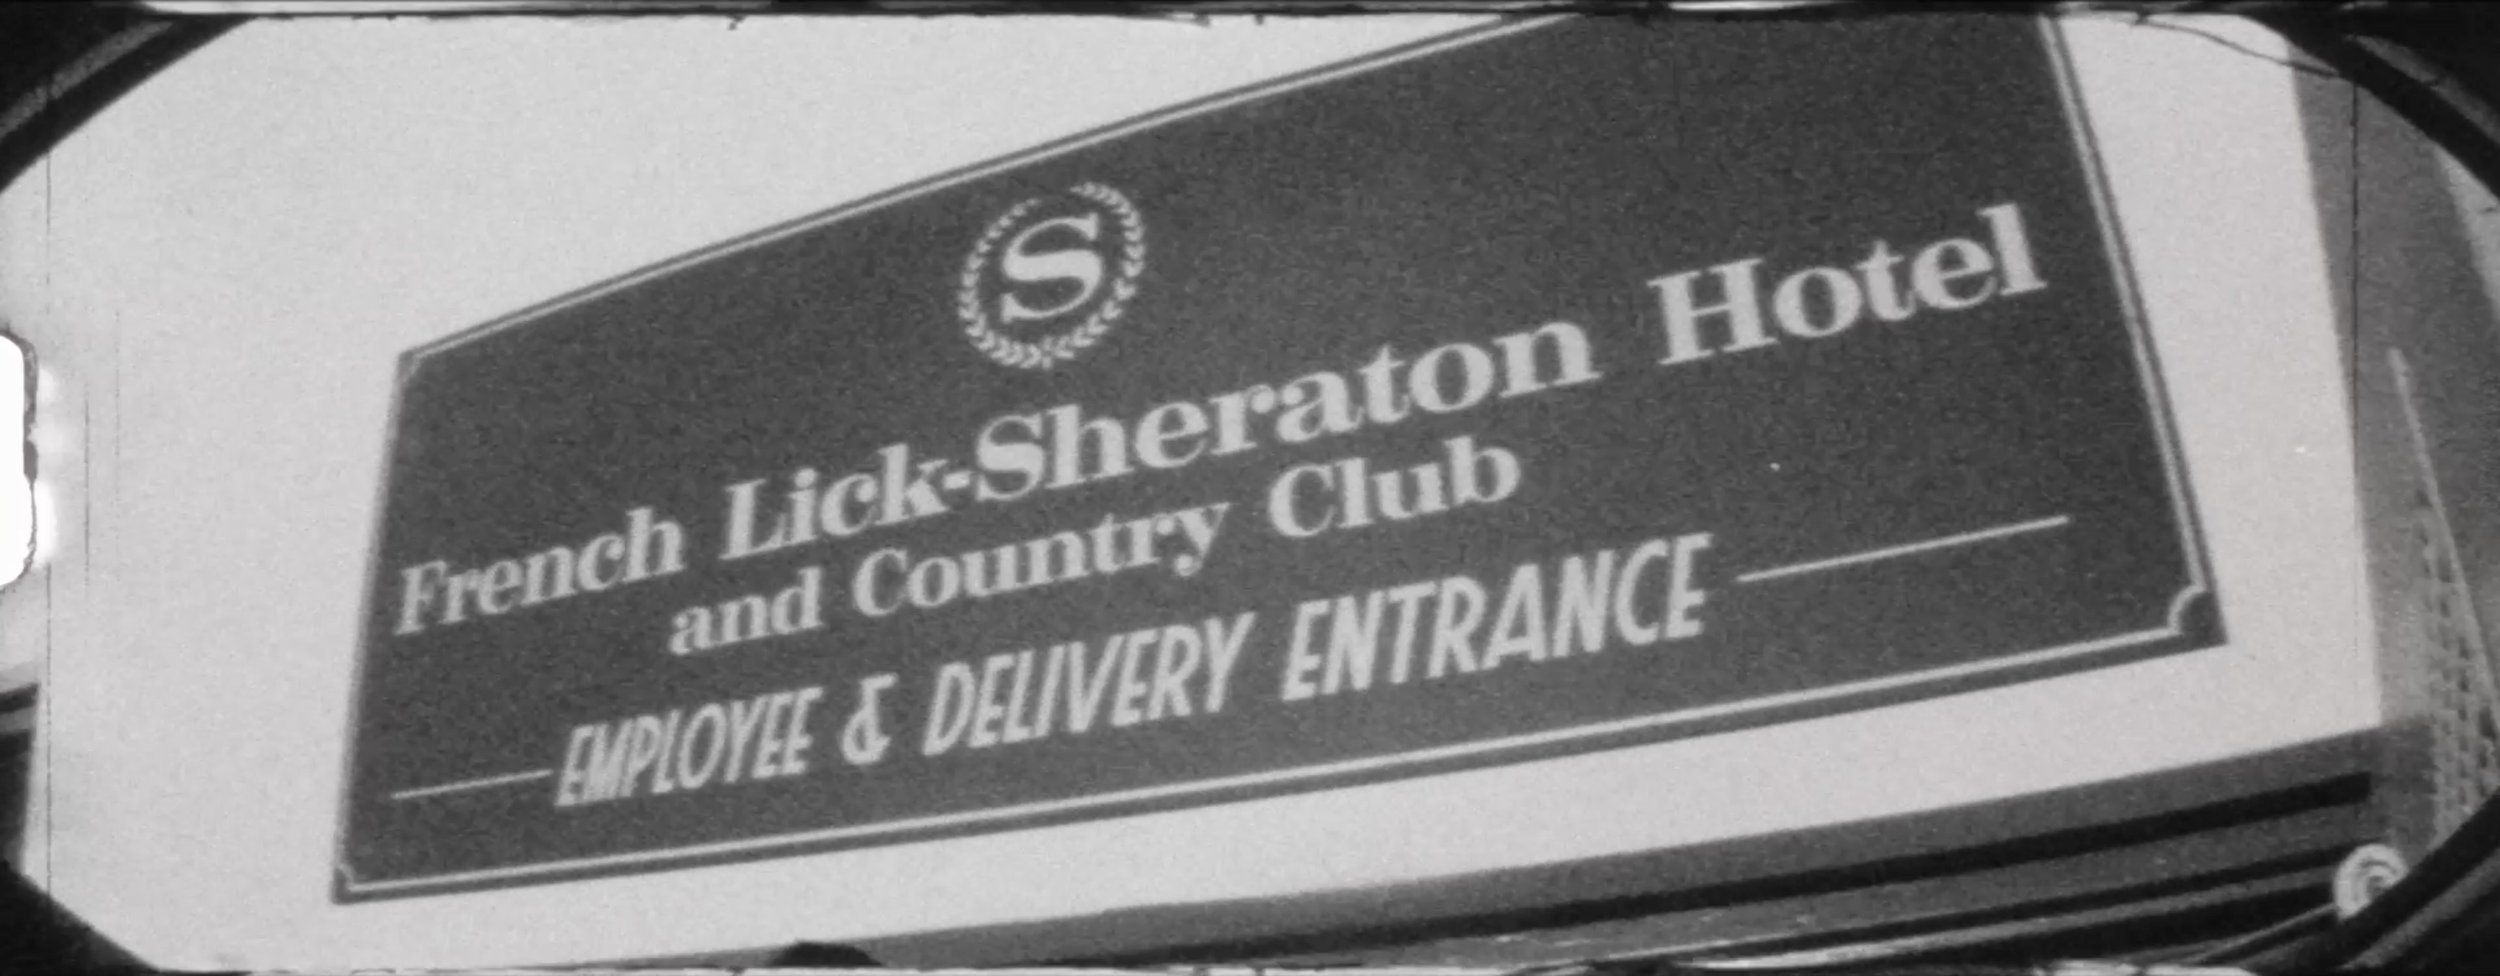 S
French Lick-Sheraton Hotel
and Country Club
EMPLOYEE & DELIVERY ENTRANCE